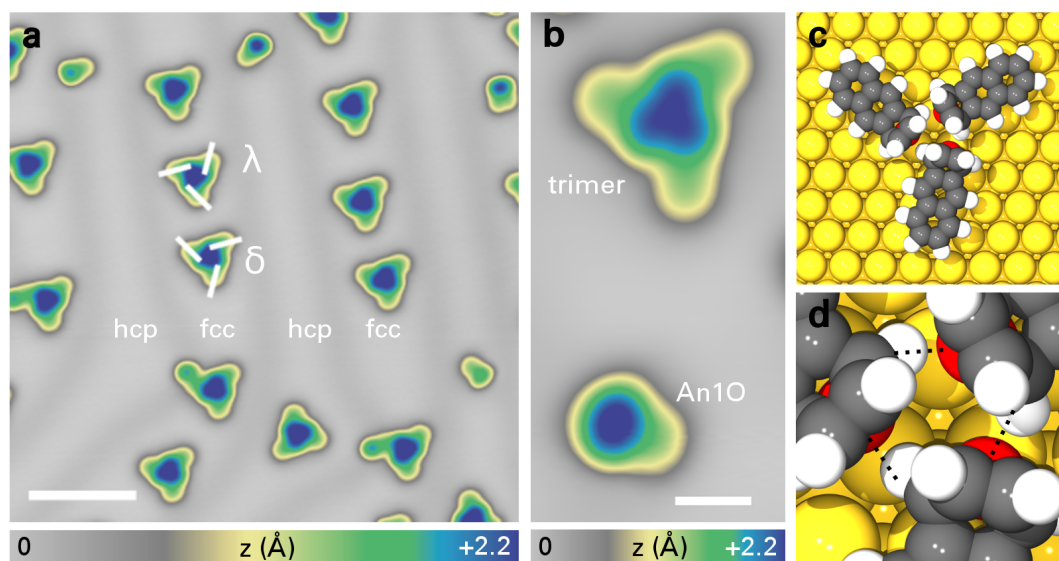 a
b
c
λ
trimer
δ
d
hcp fcc hcp fcc
An1O
0 z (Å) +2.2
0 z (Å) +2.2